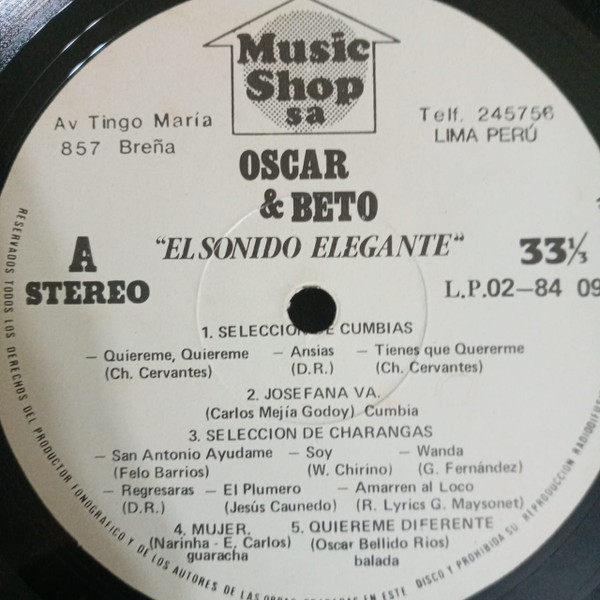 Music
Shop
sa
Av Tingo María
857 Breña
Telf. 245756
LIMA PERÚ
OSCAR
& BETO
"EL SONIDO ELEGANTE"
A
STEREO
33⅓
L.P.02-84 09
1. SELECCION DE CUMBIAS
- Quiereme, Quiereme - Ansias - Tienes que Quererme
(Ch. Cervantes) (D.R.) (Ch. Cervantes)
2. JOSEFANA VA.
(Carlos Mejía Godoy) Cumbia
3. SELECCION DE CHARANGAS
- San Antonio Ayudame - Soy - Wanda
(Felo Barrios) (W. Chirino) (G. Fernández)
- Regresaras - El Plumero - Amarren al Loco
(D.R.) (Jesús Caunedo) (R. Lyrics G. Maysonet)
4. MUJER. 5. QUIEREME DIFERENTE
(Narinha - E. Carlos) (Oscar Bellido Rios)
guaracha balada
RESERVADOS TODOS LOS DERECHOS DEL PRODUCTOR FONOGRAFICO Y DE LOS AUTORES DE LAS EN ESTE DISCO Y PROHIBIDA SU REPRODUCCION